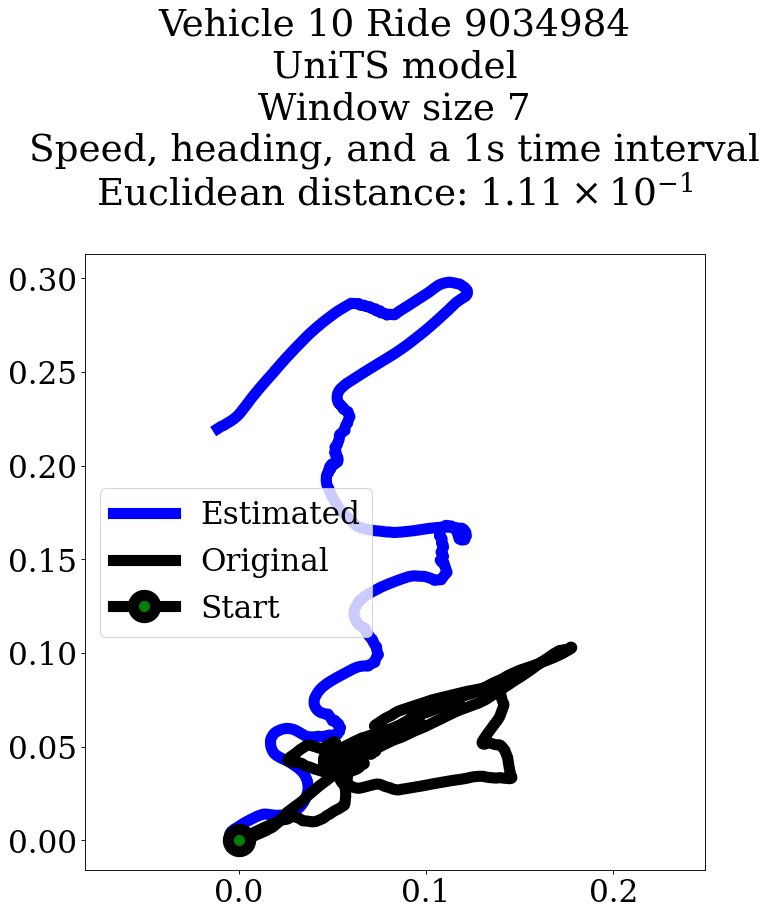 Vehicle 10 Ride 9034984
UniTS model
Window size 7
Speed, heading, and a 1s time interval
Euclidean distance: 1.11 × 10⁻¹
0.30
0.25
0.20
0.15
0.10
0.05
0.00
Estimated
Original
Start
0.0 0.1 0.2